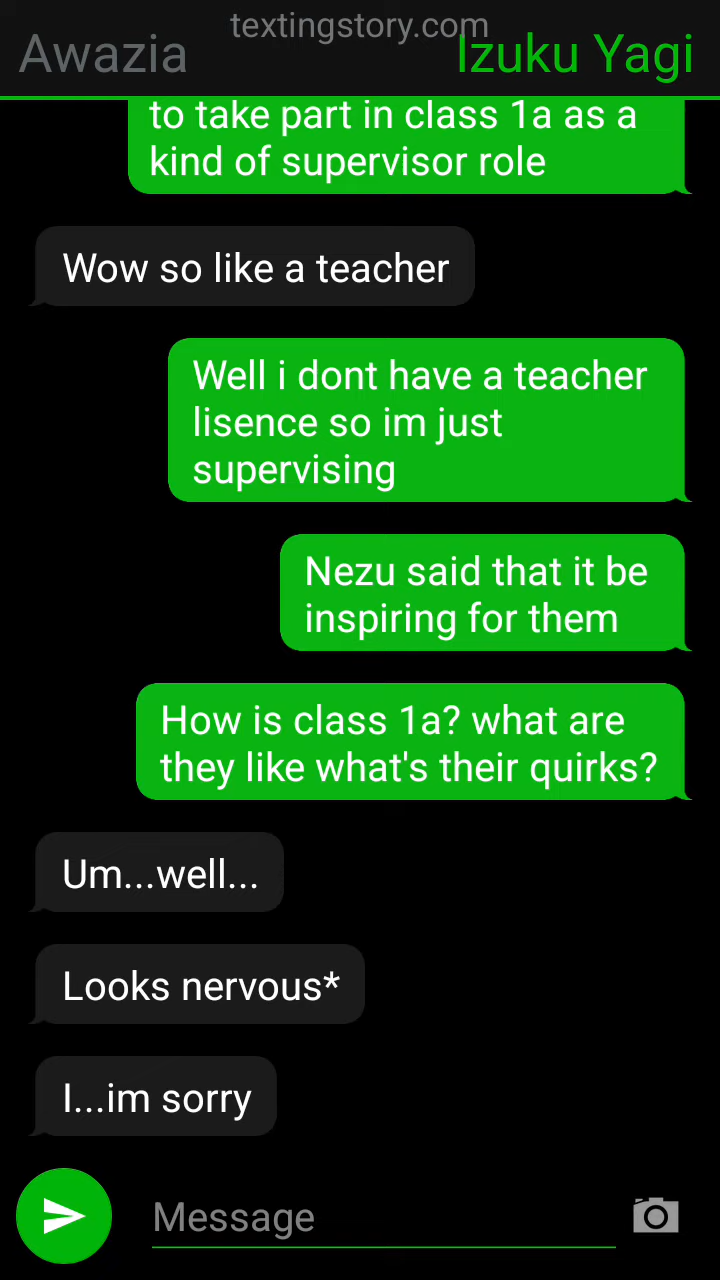 textingstory.com
Awazia
Izuku Yagi
to take part in class 1a as a
kind of supervisor role
Wow so like a teacher
Well i dont have a teacher
lisence so im just
supervising
Nezu said that it be
inspiring for them
How is class 1a? what are
they like what's their quirks?
Um...well...
Looks nervous*
I...im sorry
Message